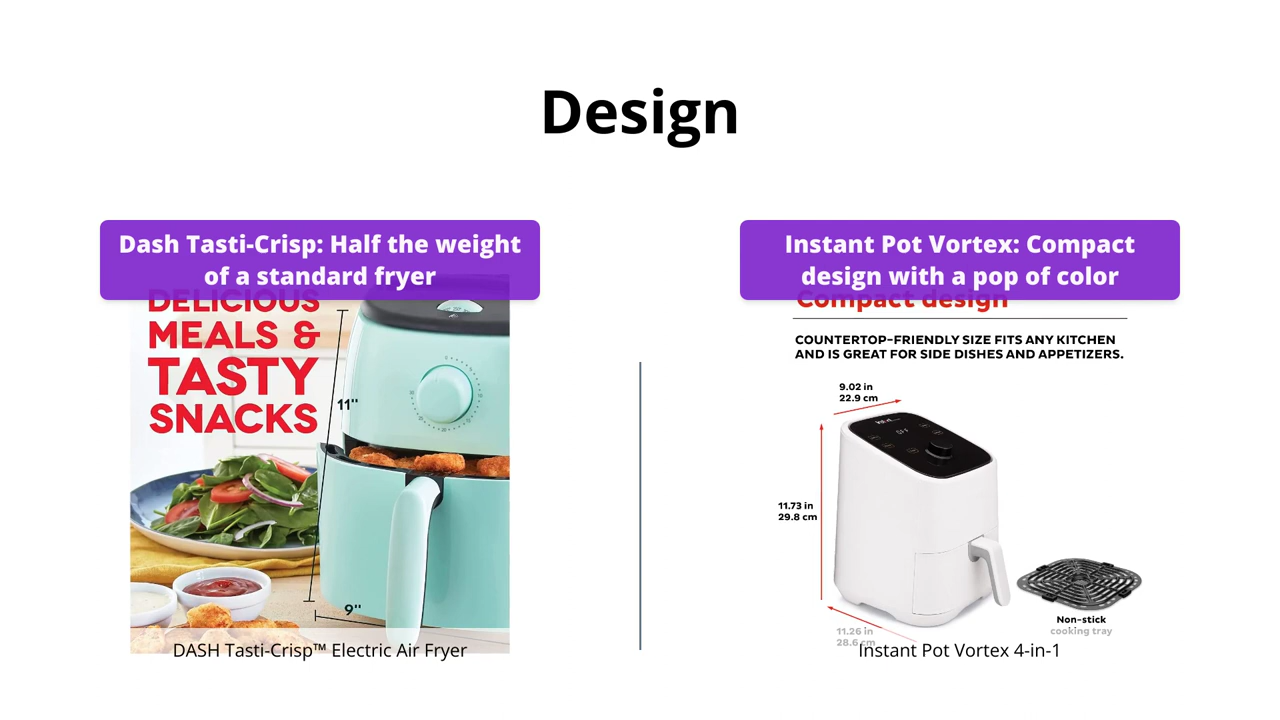 Design
Dash Tasti-Crisp: Half the weight
of a standard fryer
DELICIOUS
MEALS &
TASTY
SNACKS
11"
9"
DASH Tasti-Crisp™ Electric Air Fryer
Instant Pot Vortex: Compact
design with a pop of color
Compact design
COUNTERTOP-FRIENDLY SIZE FITS ANY KITCHEN
AND IS GREAT FOR SIDE DISHES AND APPETIZERS.
9.02 in
22.9 cm
11.73 in
29.8 cm
11.26 in
28.6 cm
Non-stick
cooking tray
Instant Pot Vortex 4-in-1